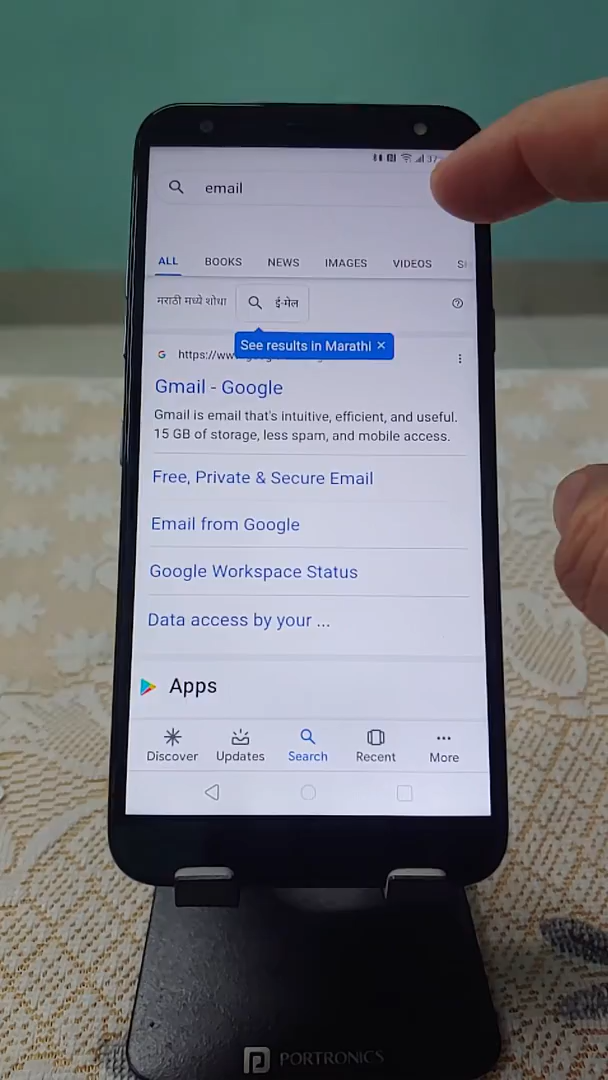 37
email
ALL BOOKS NEWS IMAGES VIDEOS
मराठी मध्ये शोधा ई-मेल
See results in Marathi ×
G https://ww
Gmail - Google
Gmail is email that's intuitive, efficient, and useful.
15 GB of storage, less spam, and mobile access.
Free, Private & Secure Email
Email from Google
Google Workspace Status
Data access by your ...
Apps
Discover Updates Search Recent More
PORTRONICS